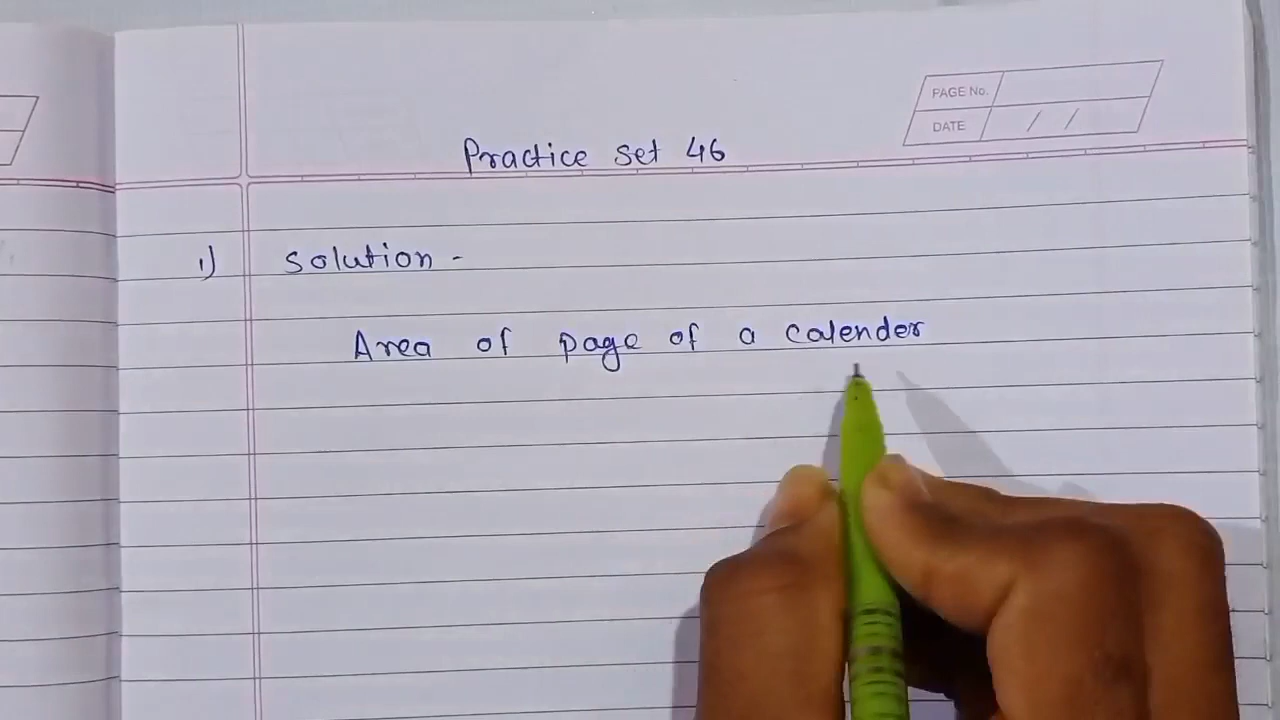 PAGE No.
DATE / /
Practice set 46
1) Solution -
Area of page of a calender